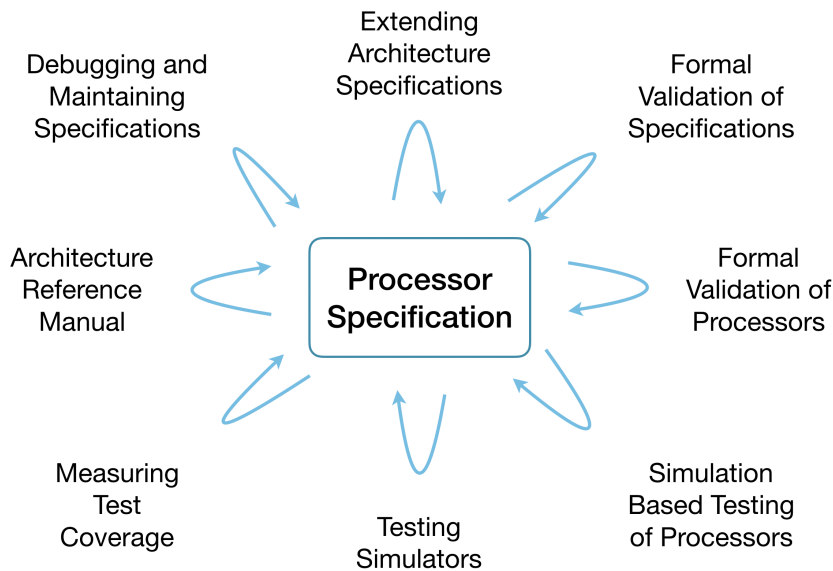 Extending
Architecture
Specifications
Debugging and
Maintaining
Specifications
Formal
Validation of
Specifications
Architecture
Reference
Manual
Processor
Specification
Formal
Validation of
Processors
Measuring
Test
Coverage
Testing
Simulators
Simulation
Based Testing
of Processors